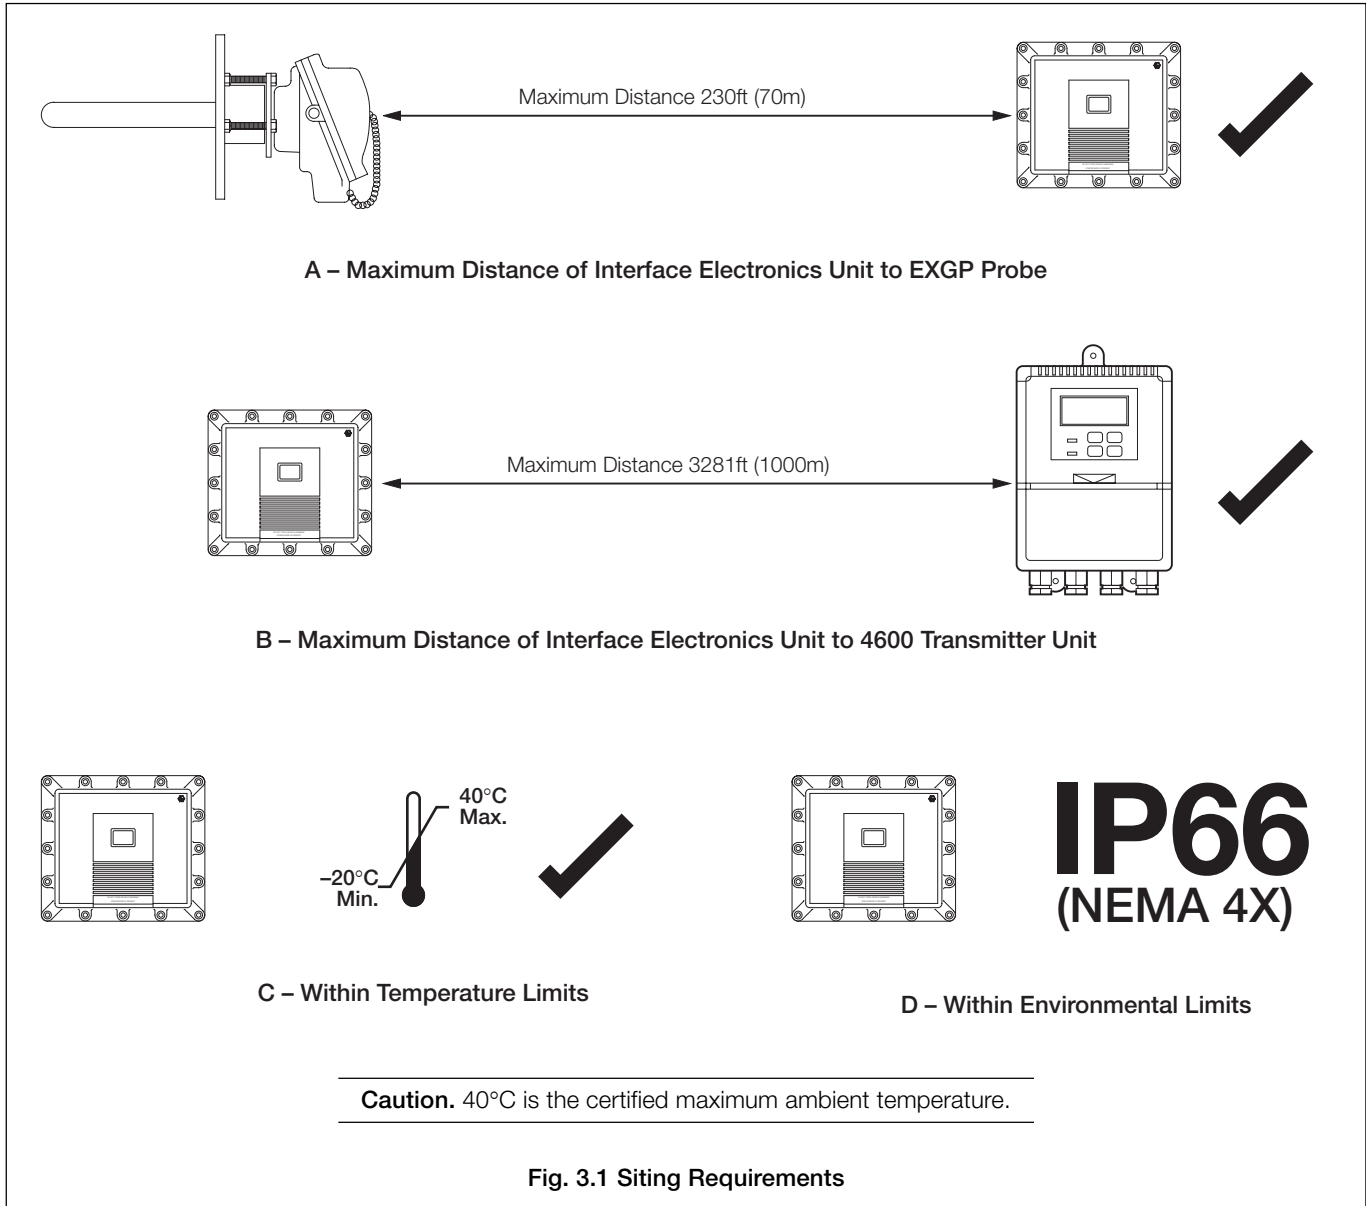 Maximum Distance 230ft (70m)
A – Maximum Distance of Interface Electronics Unit to EXGP Probe
Maximum Distance 3281ft (1000m)
B – Maximum Distance of Interface Electronics Unit to 4600 Transmitter Unit
40°C
Max.
–20°C
Min.
C – Within Temperature Limits
IP66
(NEMA 4X)
D – Within Environmental Limits
Caution. 40°C is the certified maximum ambient temperature.
Fig. 3.1 Siting Requirements